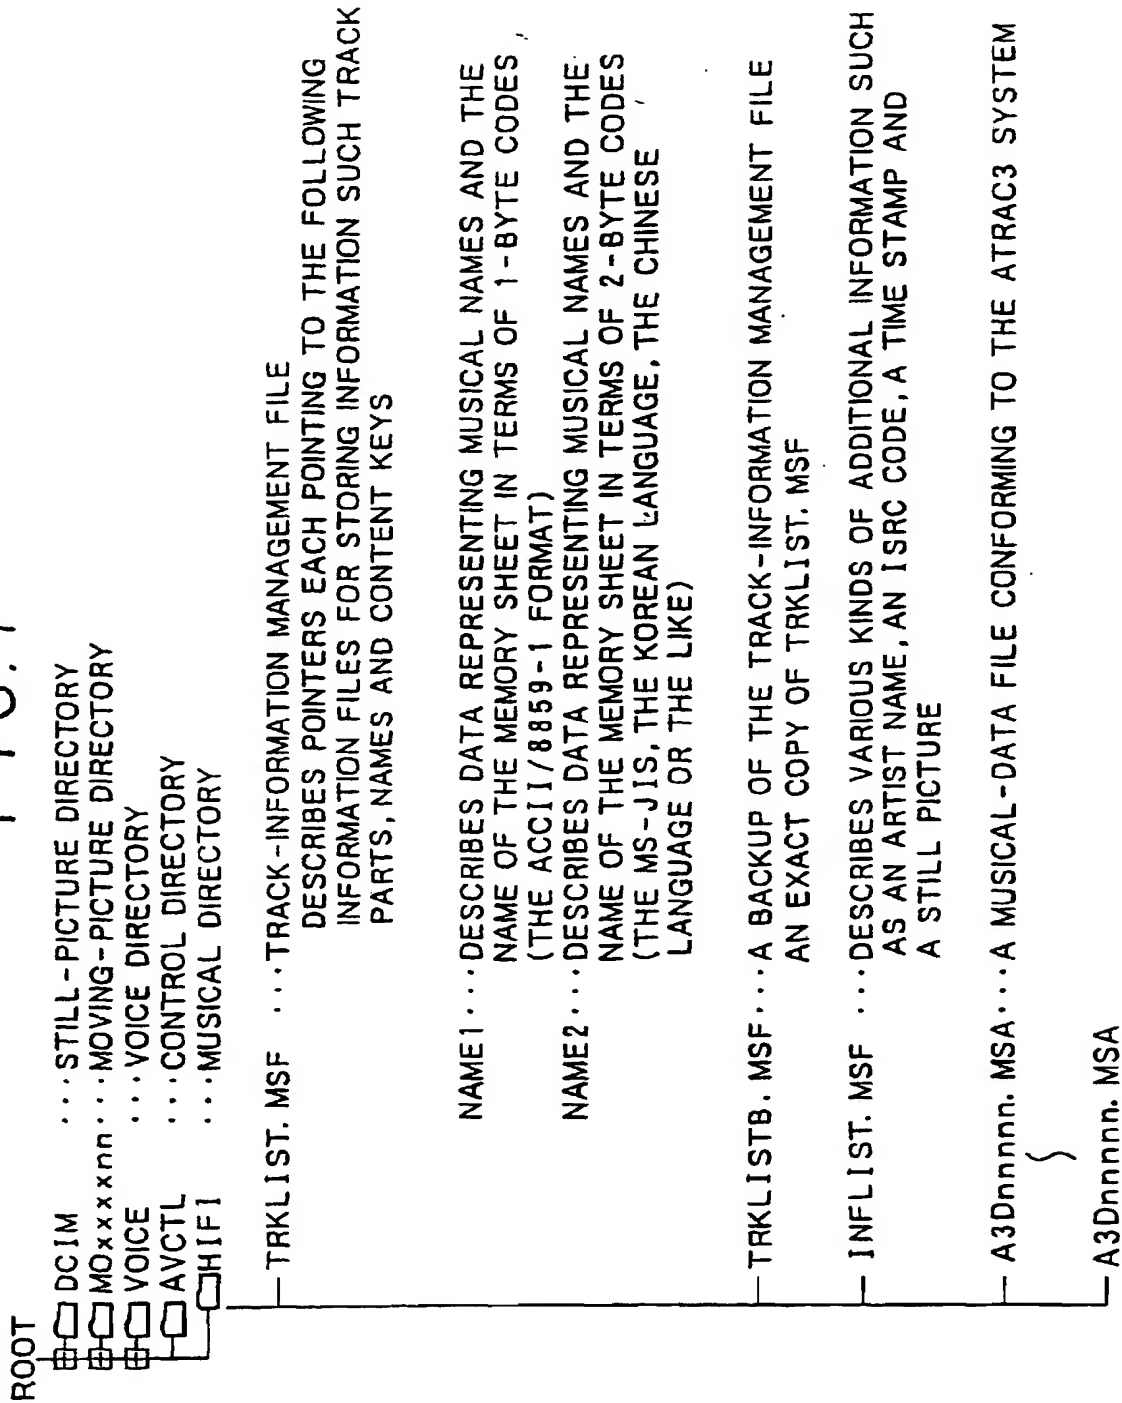 ROOT
DCIM ···STILL-PICTURE DIRECTORY
MOxxxxnn···MOVING-PICTURE DIRECTORY
VOICE ···VOICE DIRECTORY
AVCTL ···CONTROL DIRECTORY
HIFI ···MUSICAL DIRECTORY
TRKLIST. MSF ···TRACK-INFORMATION MANAGEMENT FILE
DESCRIBES POINTERS EACH POINTING TO THE FOLLOWING
INFORMATION FILES FOR STORING INFORMATION SUCH TRACK
PARTS, NAMES AND CONTENT KEYS
NAME1···DESCRIBES DATA REPRESENTING MUSICAL NAMES AND THE
NAME OF THE MEMORY SHEET IN TERMS OF 1-BYTE CODES
(THE ACCII/8859-1 FORMAT)
NAME2···DESCRIBES DATA REPRESENTING MUSICAL NAMES AND THE
NAME OF THE MEMORY SHEET IN TERMS OF 2-BYTE CODES
(THE MS-JIS, THE KOREAN LANGUAGE, THE CHINESE
LANGUAGE OR THE LIKE)
TRKLISTB. MSF···A BACKUP OF THE TRACK-INFORMATION MANAGEMENT FILE
AN EXACT COPY OF TRKLIST. MSF
INFLIST. MSF ···DESCRIBES VARIOUS KINDS OF ADDITIONAL INFORMATION SUCH
AS AN ARTIST NAME, AN ISRC CODE, A TIME STAMP AND
A STILL PICTURE
A3Dnnnnn. MSA···A MUSICAL-DATA FILE CONFORMING TO THE ATRAC3 SYSTEM
A3Dnnnnn. MSA